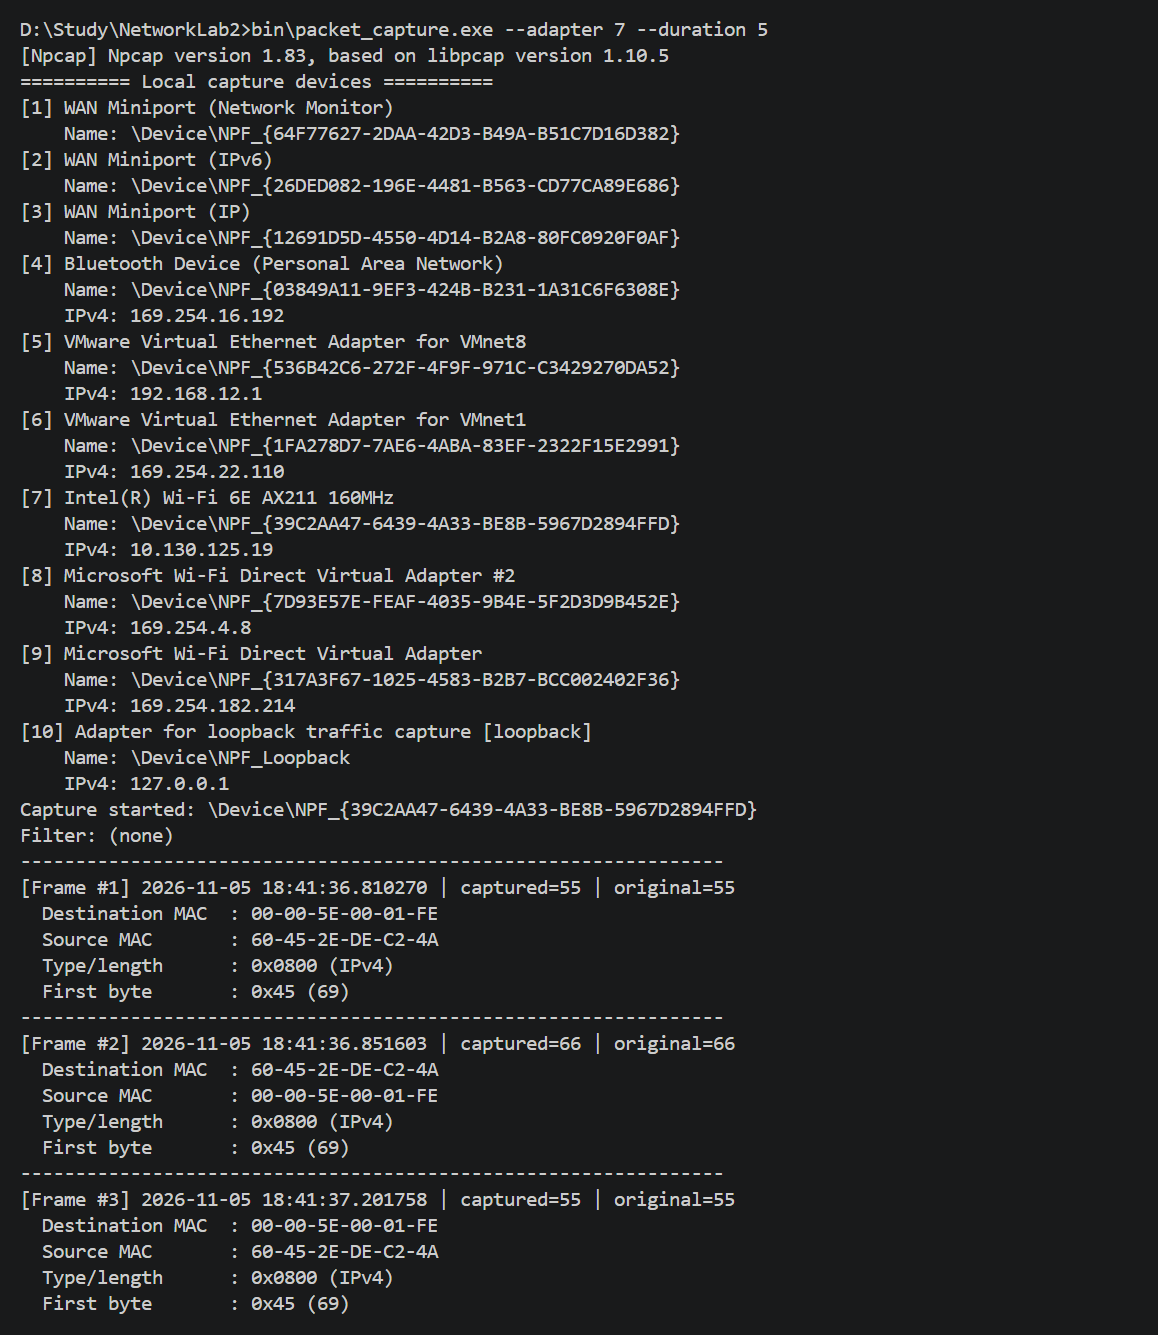 D:\Study\NetworkLab2>bin\packet_capture.exe --adapter 7 --duration 5
[Npcap] Npcap version 1.83, based on libpcap version 1.10.5
========== Local capture devices ==========
[1] WAN Miniport (Network Monitor)
    Name: \Device\NPF_{64F77627-2DAA-42D3-B49A-B51C7D16D382}
[2] WAN Miniport (IPv6)
    Name: \Device\NPF_{26DED082-196E-4481-B563-CD77CA89E686}
[3] WAN Miniport (IP)
    Name: \Device\NPF_{12691D5D-4550-4D14-B2A8-80FC0920F0AF}
[4] Bluetooth Device (Personal Area Network)
    Name: \Device\NPF_{03849A11-9EF3-424B-B231-1A31C6F6308E}
    IPv4: 169.254.16.192
[5] VMware Virtual Ethernet Adapter for VMnet8
    Name: \Device\NPF_{536B42C6-272F-4F9F-971C-C3429270DA52}
    IPv4: 192.168.12.1
[6] VMware Virtual Ethernet Adapter for VMnet1
    Name: \Device\NPF_{1FA278D7-7AE6-4ABA-83EF-2322F15E2991}
    IPv4: 169.254.22.110
[7] Intel(R) Wi-Fi 6E AX211 160MHz
    Name: \Device\NPF_{39C2AA47-6439-4A33-BE8B-5967D2894FFD}
    IPv4: 10.130.125.19
[8] Microsoft Wi-Fi Direct Virtual Adapter #2
    Name: \Device\NPF_{7D93E57E-FEAF-4035-9B4E-5F2D3D9B452E}
    IPv4: 169.254.4.8
[9] Microsoft Wi-Fi Direct Virtual Adapter
    Name: \Device\NPF_{317A3F67-1025-4583-B2B7-BCC002402F36}
    IPv4: 169.254.182.214
[10] Adapter for loopback traffic capture [loopback]
    Name: \Device\NPF_Loopback
    IPv4: 127.0.0.1
Capture started: \Device\NPF_{39C2AA47-6439-4A33-BE8B-5967D2894FFD}
Filter: (none)
----------------------------------------------------------------
[Frame #1] 2026-11-05 18:41:36.810270 | captured=55 | original=55
  Destination MAC  : 00-00-5E-00-01-FE
  Source MAC       : 60-45-2E-DE-C2-4A
  Type/length      : 0x0800 (IPv4)
  First byte       : 0x45 (69)
----------------------------------------------------------------
[Frame #2] 2026-11-05 18:41:36.851603 | captured=66 | original=66
  Destination MAC  : 60-45-2E-DE-C2-4A
  Source MAC       : 00-00-5E-00-01-FE
  Type/length      : 0x0800 (IPv4)
  First byte       : 0x45 (69)
----------------------------------------------------------------
[Frame #3] 2026-11-05 18:41:37.201758 | captured=55 | original=55
  Destination MAC  : 00-00-5E-00-01-FE
  Source MAC       : 60-45-2E-DE-C2-4A
  Type/length      : 0x0800 (IPv4)
  First byte       : 0x45 (69)